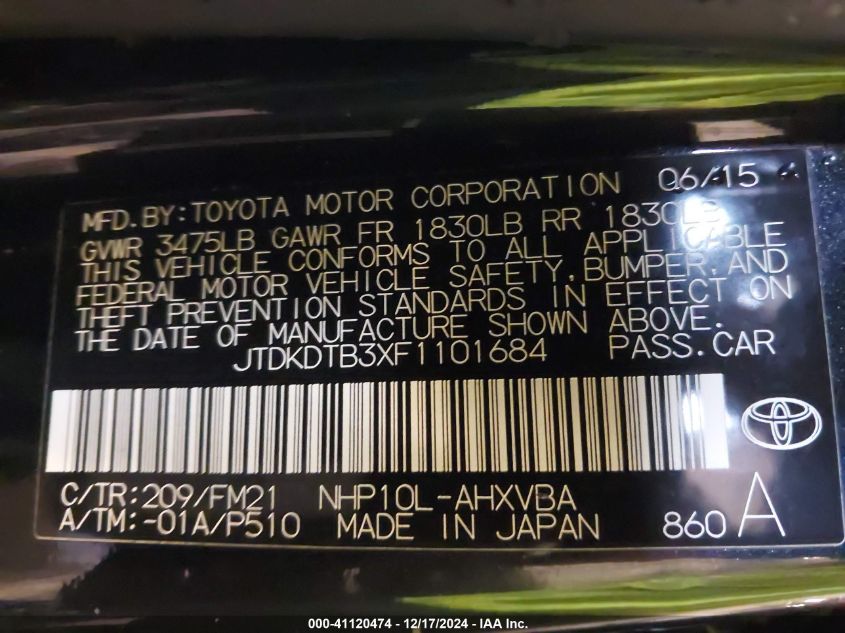 MFD. BY: TOYOTA MOTOR CORPORATION 06/15
GVWR 3475LB GAWR FR 1830LB RR 1830LB
THIS VEHICLE CONFORMS TO ALL APPLICABLE
FEDERAL MOTOR VEHICLE SAFETY, BUMPER, AND
THEFT PREVENTION STANDARDS IN EFFECT ON
THE DATE OF MANUFACTURE SHOWN ABOVE.
JTDKDTB3XF1101684 PASS. CAR
C/TR: 209/FM21 NHP10L-AHXVBA
A/TM: -01A/P510 MADE IN JAPAN 860 A
000-41120474 - 12/17/2024 - IAA Inc.